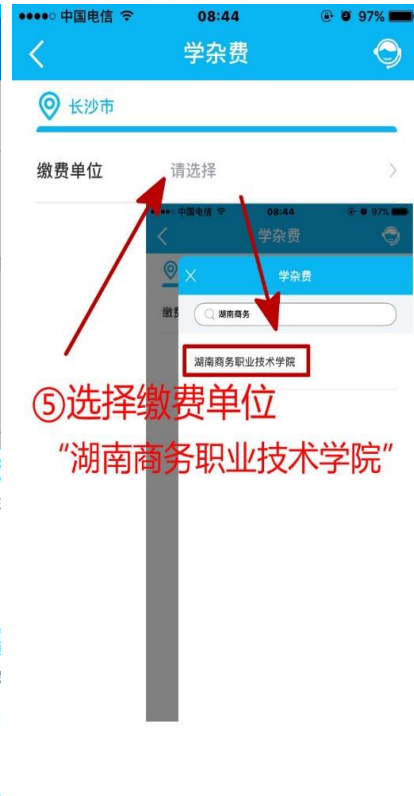 中国电信 08:44 97%
学杂费
长沙市
缴费单位 请选择
中国电信 08:44 97%
学杂费
学杂费
缴费
湖南商务
湖南商务职业技术学院
⑤选择缴费单位
“湖南商务职业技术学院”